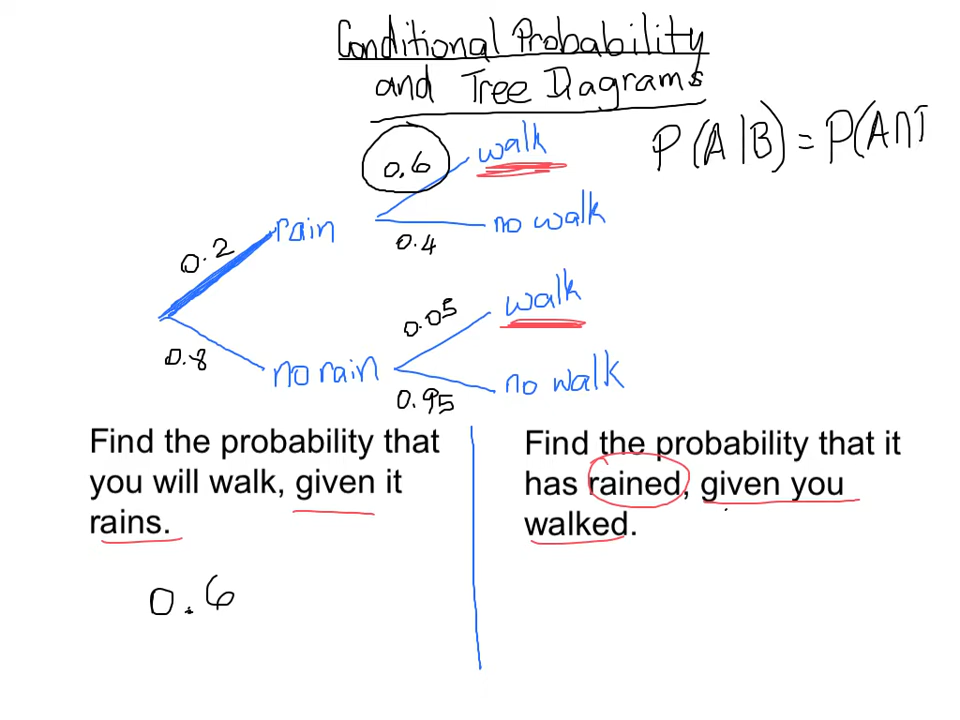 Conditional Probability
and Tree Diagrams
P(A|B) = P(A∩
0.6
walk
0.2
rain
0.4
no walk
0.05
walk
0.8
no rain
0.95
no walk
Find the probability that
you will walk, given it
rains.
0.6
Find the probability that it
has rained, given you
walked.